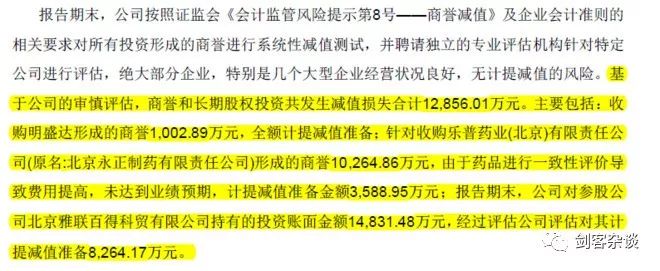 报告期末，公司按照证监会《会计监管风险提示第8号——商誉减值》及企业会计准则的
相关要求对所有投资形成的商誉进行系统性减值测试，并聘请独立的专业评估机构针对特定
公司进行评估，绝大部分企业，特别是几个大型企业经营状况良好，无计提减值的风险。基
于公司的审慎评估，商誉和长期股权投资共发生减值损失合计12,856.01万元。主要包括：收
购明盛达形成的商誉1,002.89万元，全额计提减值准备；针对收购乐普药业(北京)有限责任公
司(原名:北京永正制药有限责任公司)形成的商誉10,264.86万元，由于药品进行一致性评价导
致费用提高，未达到业绩预期，计提减值准备金额3,588.95万元；报告期末，公司对参股公
司北京雅联百得科贸有限公司持有的投资账面金额14,831.48万元，经过评估公司评估对其计
提减值准备8,264.17万元。
剑客杂谈